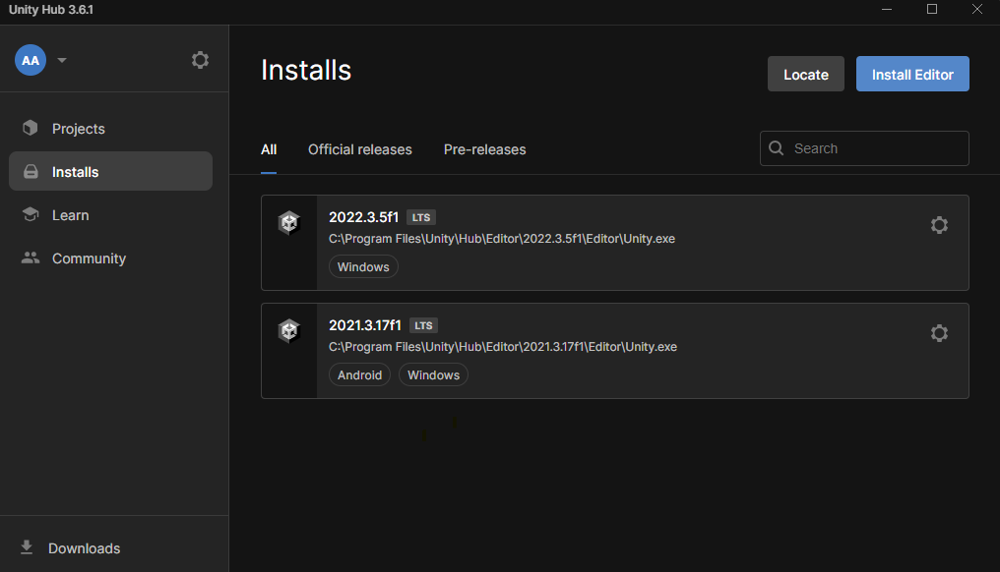 Unity Hub 3.6.1
AA
Projects
Installs
Learn
Community
Downloads
Installs
Locate
Install Editor
All
Official releases
Pre-releases
Search
2022.3.5f1 LTS
C:\Program Files\Unity\Hub\Editor\2022.3.5f1\Editor\Unity.exe
Windows
2021.3.17f1 LTS
C:\Program Files\Unity\Hub\Editor\2021.3.17f1\Editor\Unity.exe
Android Windows